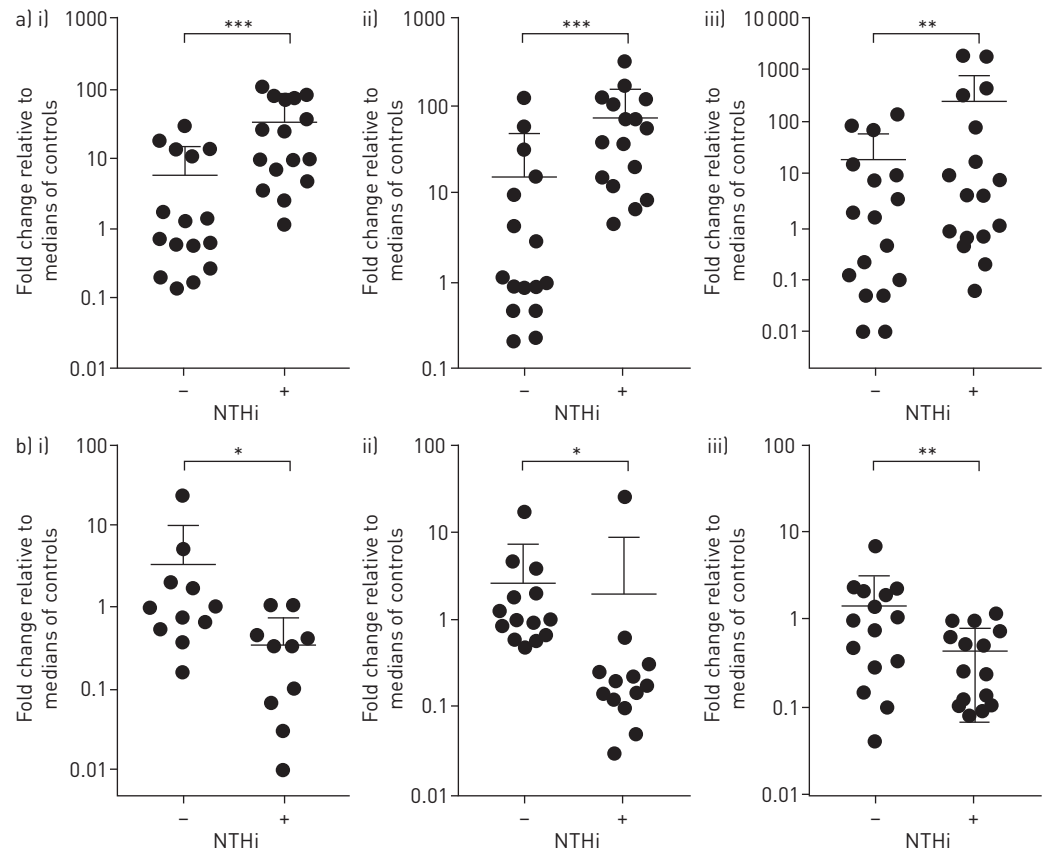 a) i)
1000
100
10
1
0.1
0.01
Fold change relative to
medians of controls
***
–
+
NTHi
ii)
1000
100
10
1
0.1
Fold change relative to
medians of controls
***
–
+
NTHi
iii)
10 000
1000
100
10
1
0.1
0.01
Fold change relative to
medians of controls
**
–
+
NTHi
b) i)
100
10
1
0.1
0.01
Fold change relative to
medians of controls
*
–
+
NTHi
ii)
100
10
1
0.1
0.01
Fold change relative to
medians of controls
*
–
+
NTHi
iii)
100
10
1
0.1
0.01
Fold change relative to
medians of controls
**
–
+
NTHi